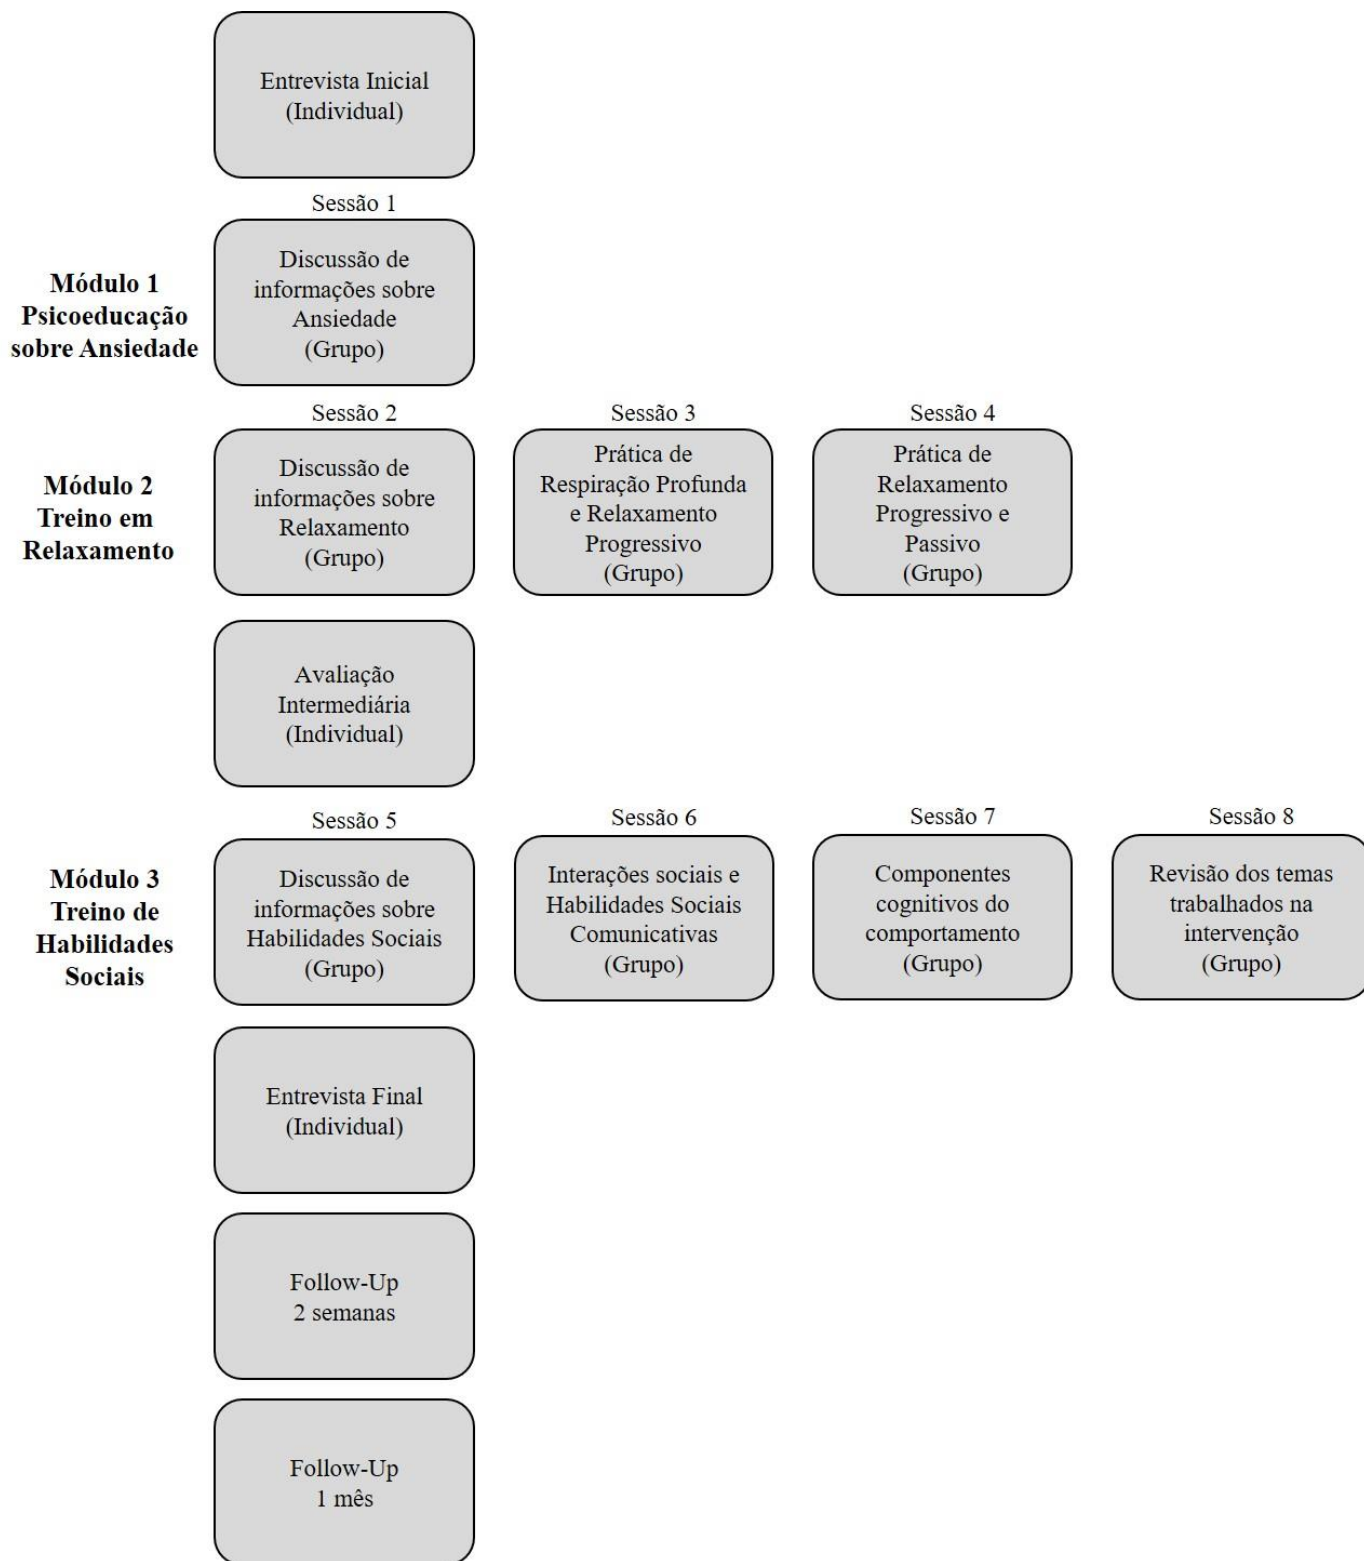 Entrevista Inicial
(Individual)
Sessão 1
Módulo 1
Psicoeducação
sobre Ansiedade
Discussão de
informações sobre
Ansiedade
(Grupo)
Sessão 2
Sessão 3
Sessão 4
Módulo 2
Treino em
Relaxamento
Discussão de
informações sobre
Relaxamento
(Grupo)
Prática de
Respiração Profunda
e Relaxamento
Progressivo
(Grupo)
Prática de
Relaxamento
Progressivo e
Passivo
(Grupo)
Avaliação
Intermediária
(Individual)
Sessão 5
Sessão 6
Sessão 7
Sessão 8
Módulo 3
Treino de
Habilidades
Sociais
Discussão de
informações sobre
Habilidades Sociais
(Grupo)
Interações sociais e
Habilidades Sociais
Comunicativas
(Grupo)
Componentes
cognitivos do
comportamento
(Grupo)
Revisão dos temas
trabalhados na
intervenção
(Grupo)
Entrevista Final
(Individual)
Follow-Up
2 semanas
Follow-Up
1 mês